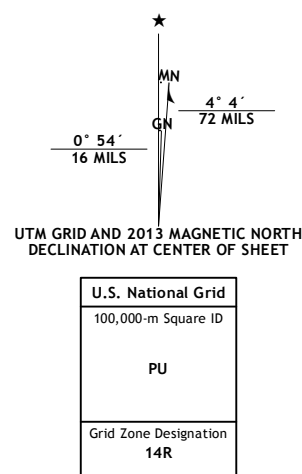 MN
4° 4´
72 MILS
GN
0° 54´
16 MILS
UTM GRID AND 2013 MAGNETIC NORTH
DECLINATION AT CENTER OF SHEET
U.S. National Grid
100,000-m Square ID
PU
Grid Zone Designation
14R